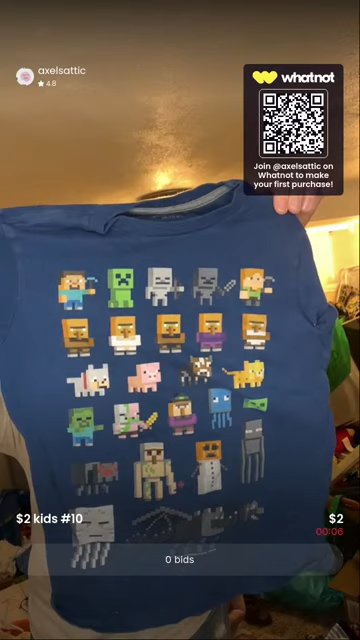 axelsattic
★ 4.8
whatnot
Join @axelsattic on
Whatnot to make
your first purchase!
$2 kids #10
$2
00:06
0 bids